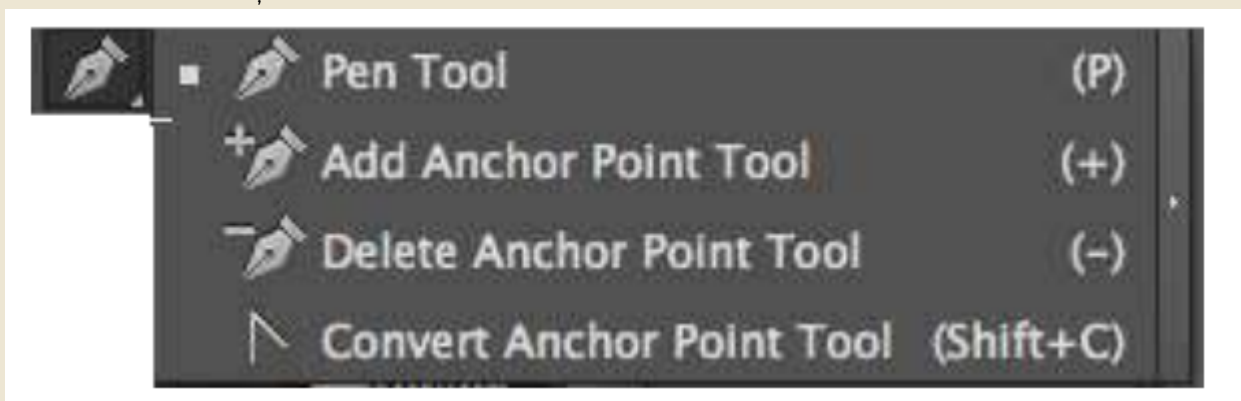 Pen Tool (P)
Add Anchor Point Tool (+)
Delete Anchor Point Tool (-)
Convert Anchor Point Tool (Shift+C)